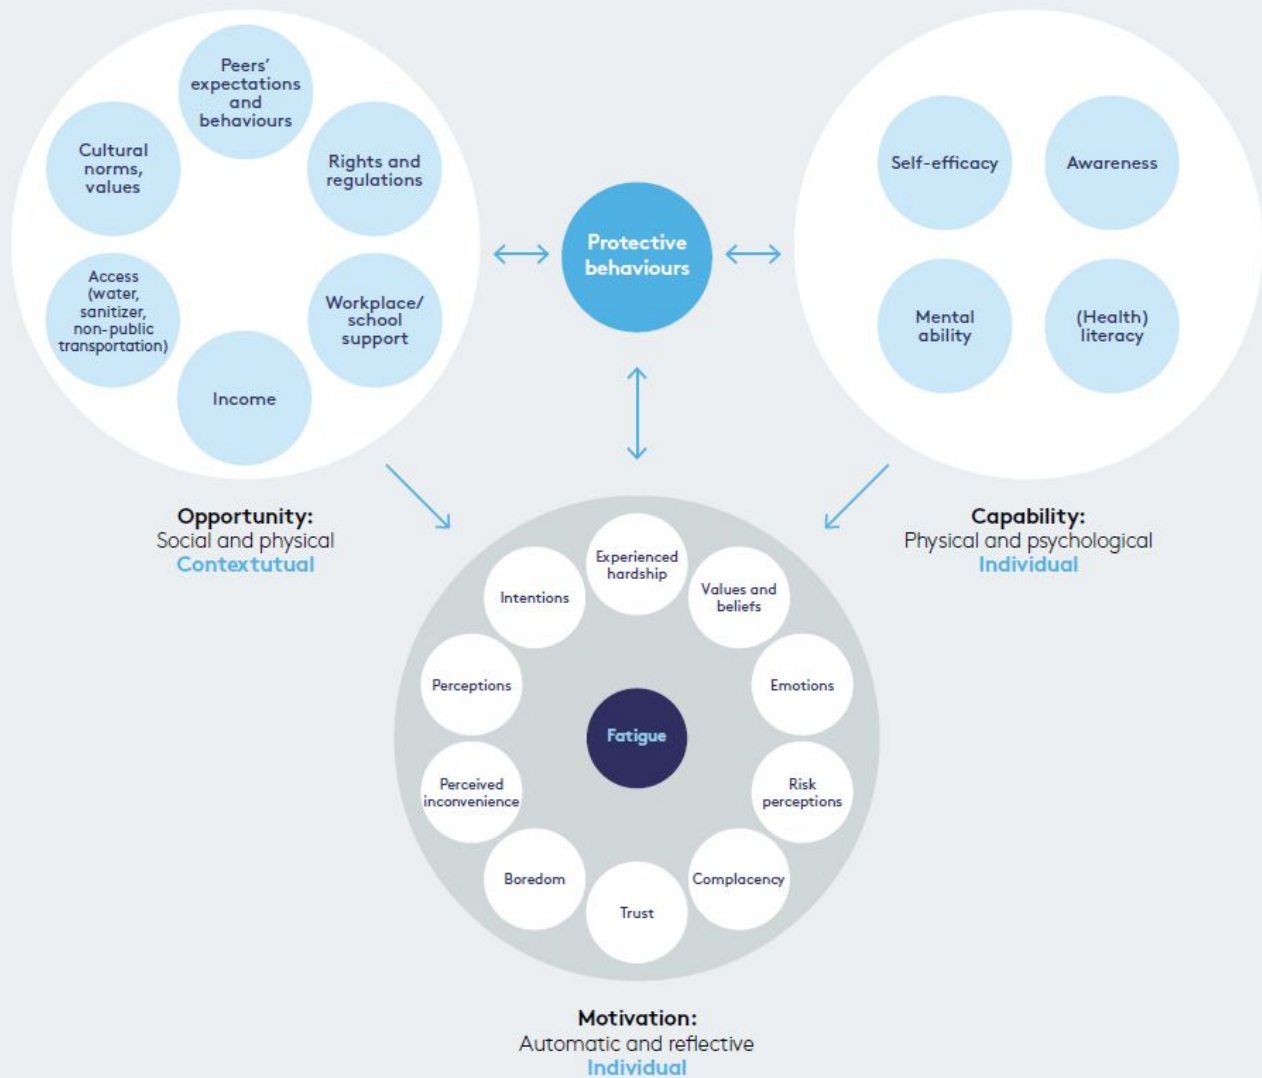 Peers’
expectations
and
behaviours
Cultural
norms,
values
Rights and
regulations
Access
(water,
sanitizer,
non-public
transportation)
Workplace/
school
support
Income
Opportunity:
Social and physical
Contextutual
Protective
behaviours
Self-efficacy
Awareness
Mental
ability
(Health)
literacy
Capability:
Physical and psychological
Individual
Experienced
hardship
Intentions
Values and
beliefs
Perceptions
Emotions
Fatigue
Perceived
inconvenience
Risk
perceptions
Boredom
Complacency
Trust
Motivation:
Automatic and reflective
Individual